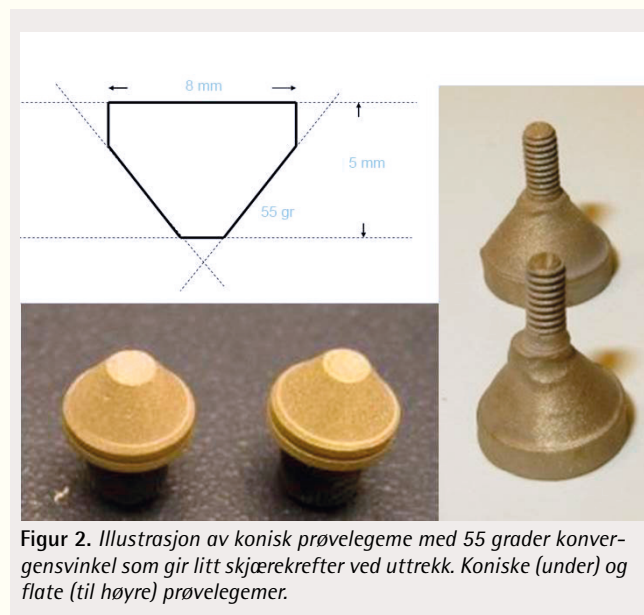 8 mm
5 mm
55 gr
Figur 2. Illustrasjon av konisk prøvelegeme med 55 grader konver-
gensvinkel som gir litt skjærekrefter ved uttrekk. Koniske (under) og
flate (til høyre) prøvelegemer.